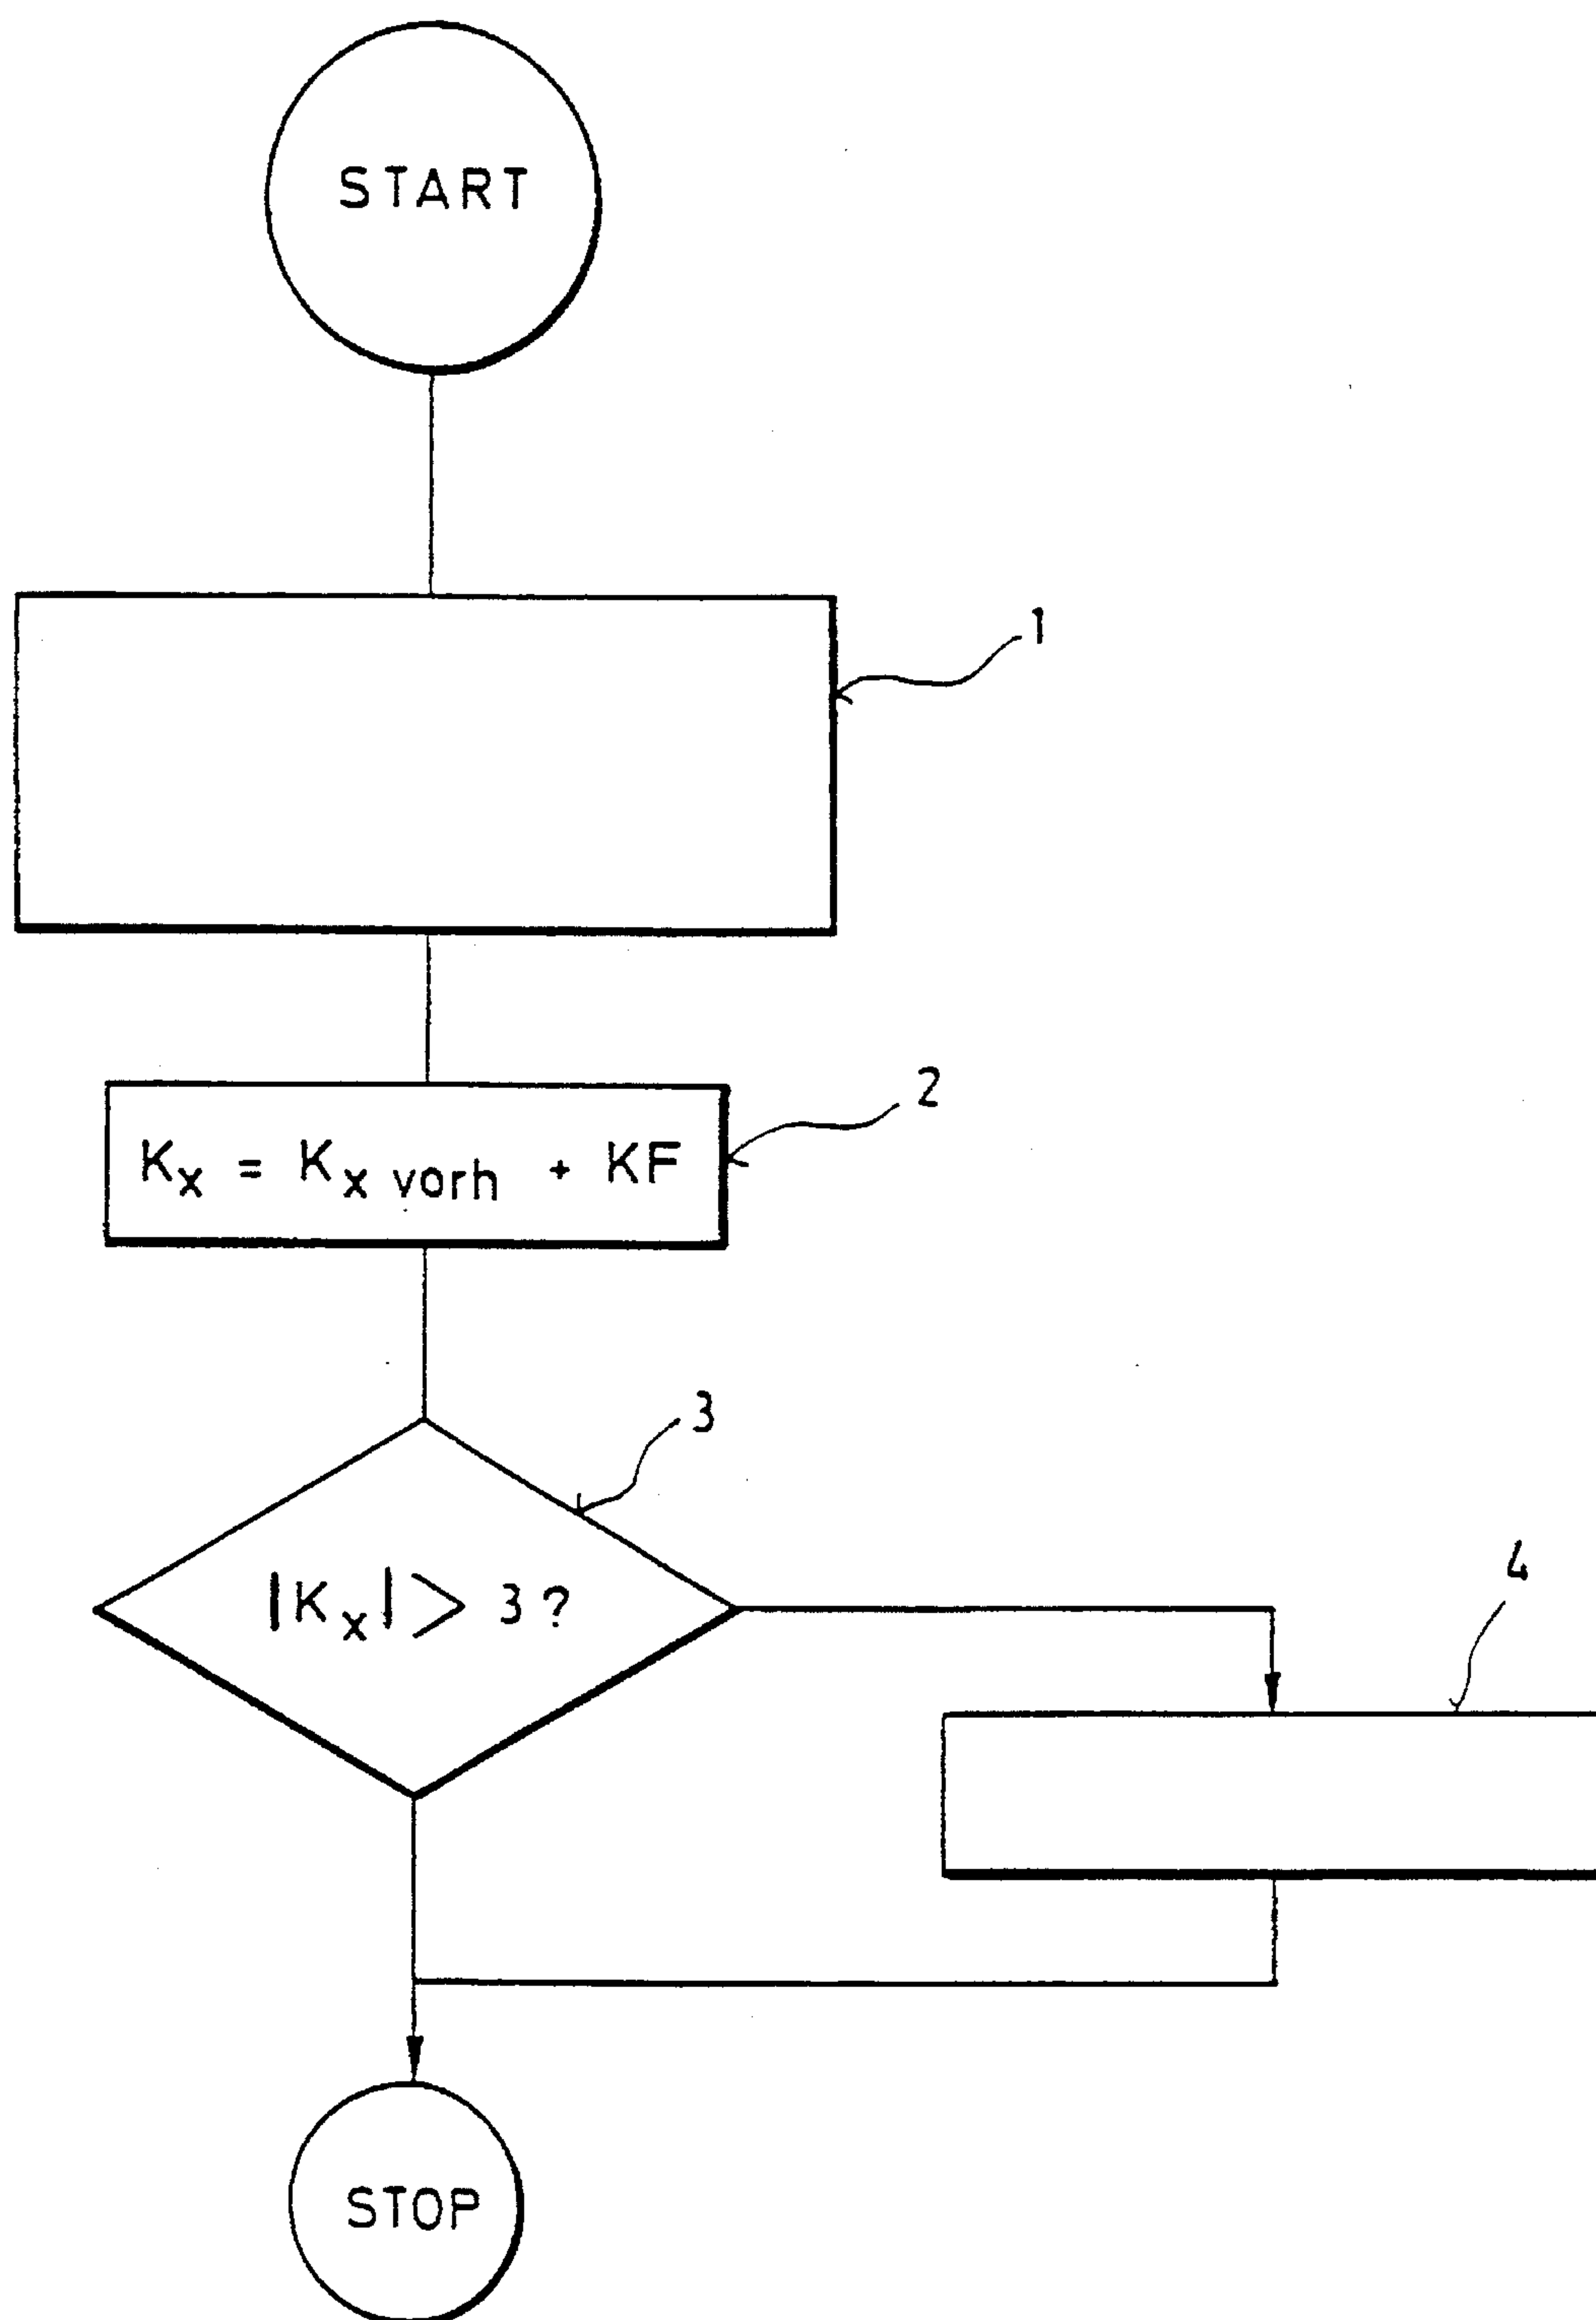 START
1
2
Kx = Kx vorh + KF
3
|Kx| > 3 ?
4
STOP